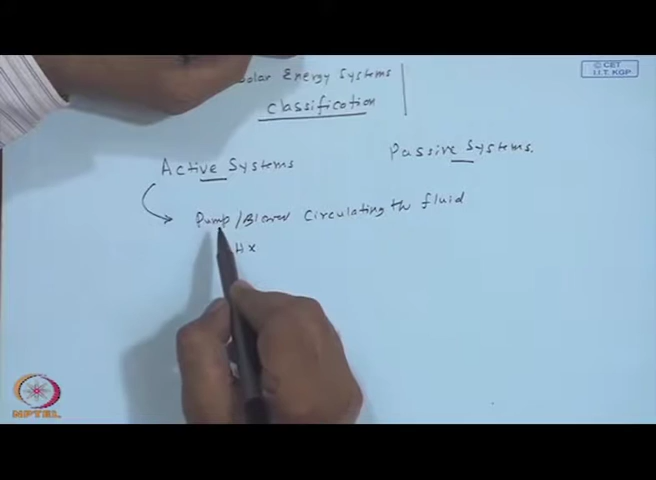 © CET
I.I.T. KGP
Solar Energy Systems
Classification
Active Systems
Passive Systems.
Pump/Blower Circulating the fluid
Hx
NPTEL